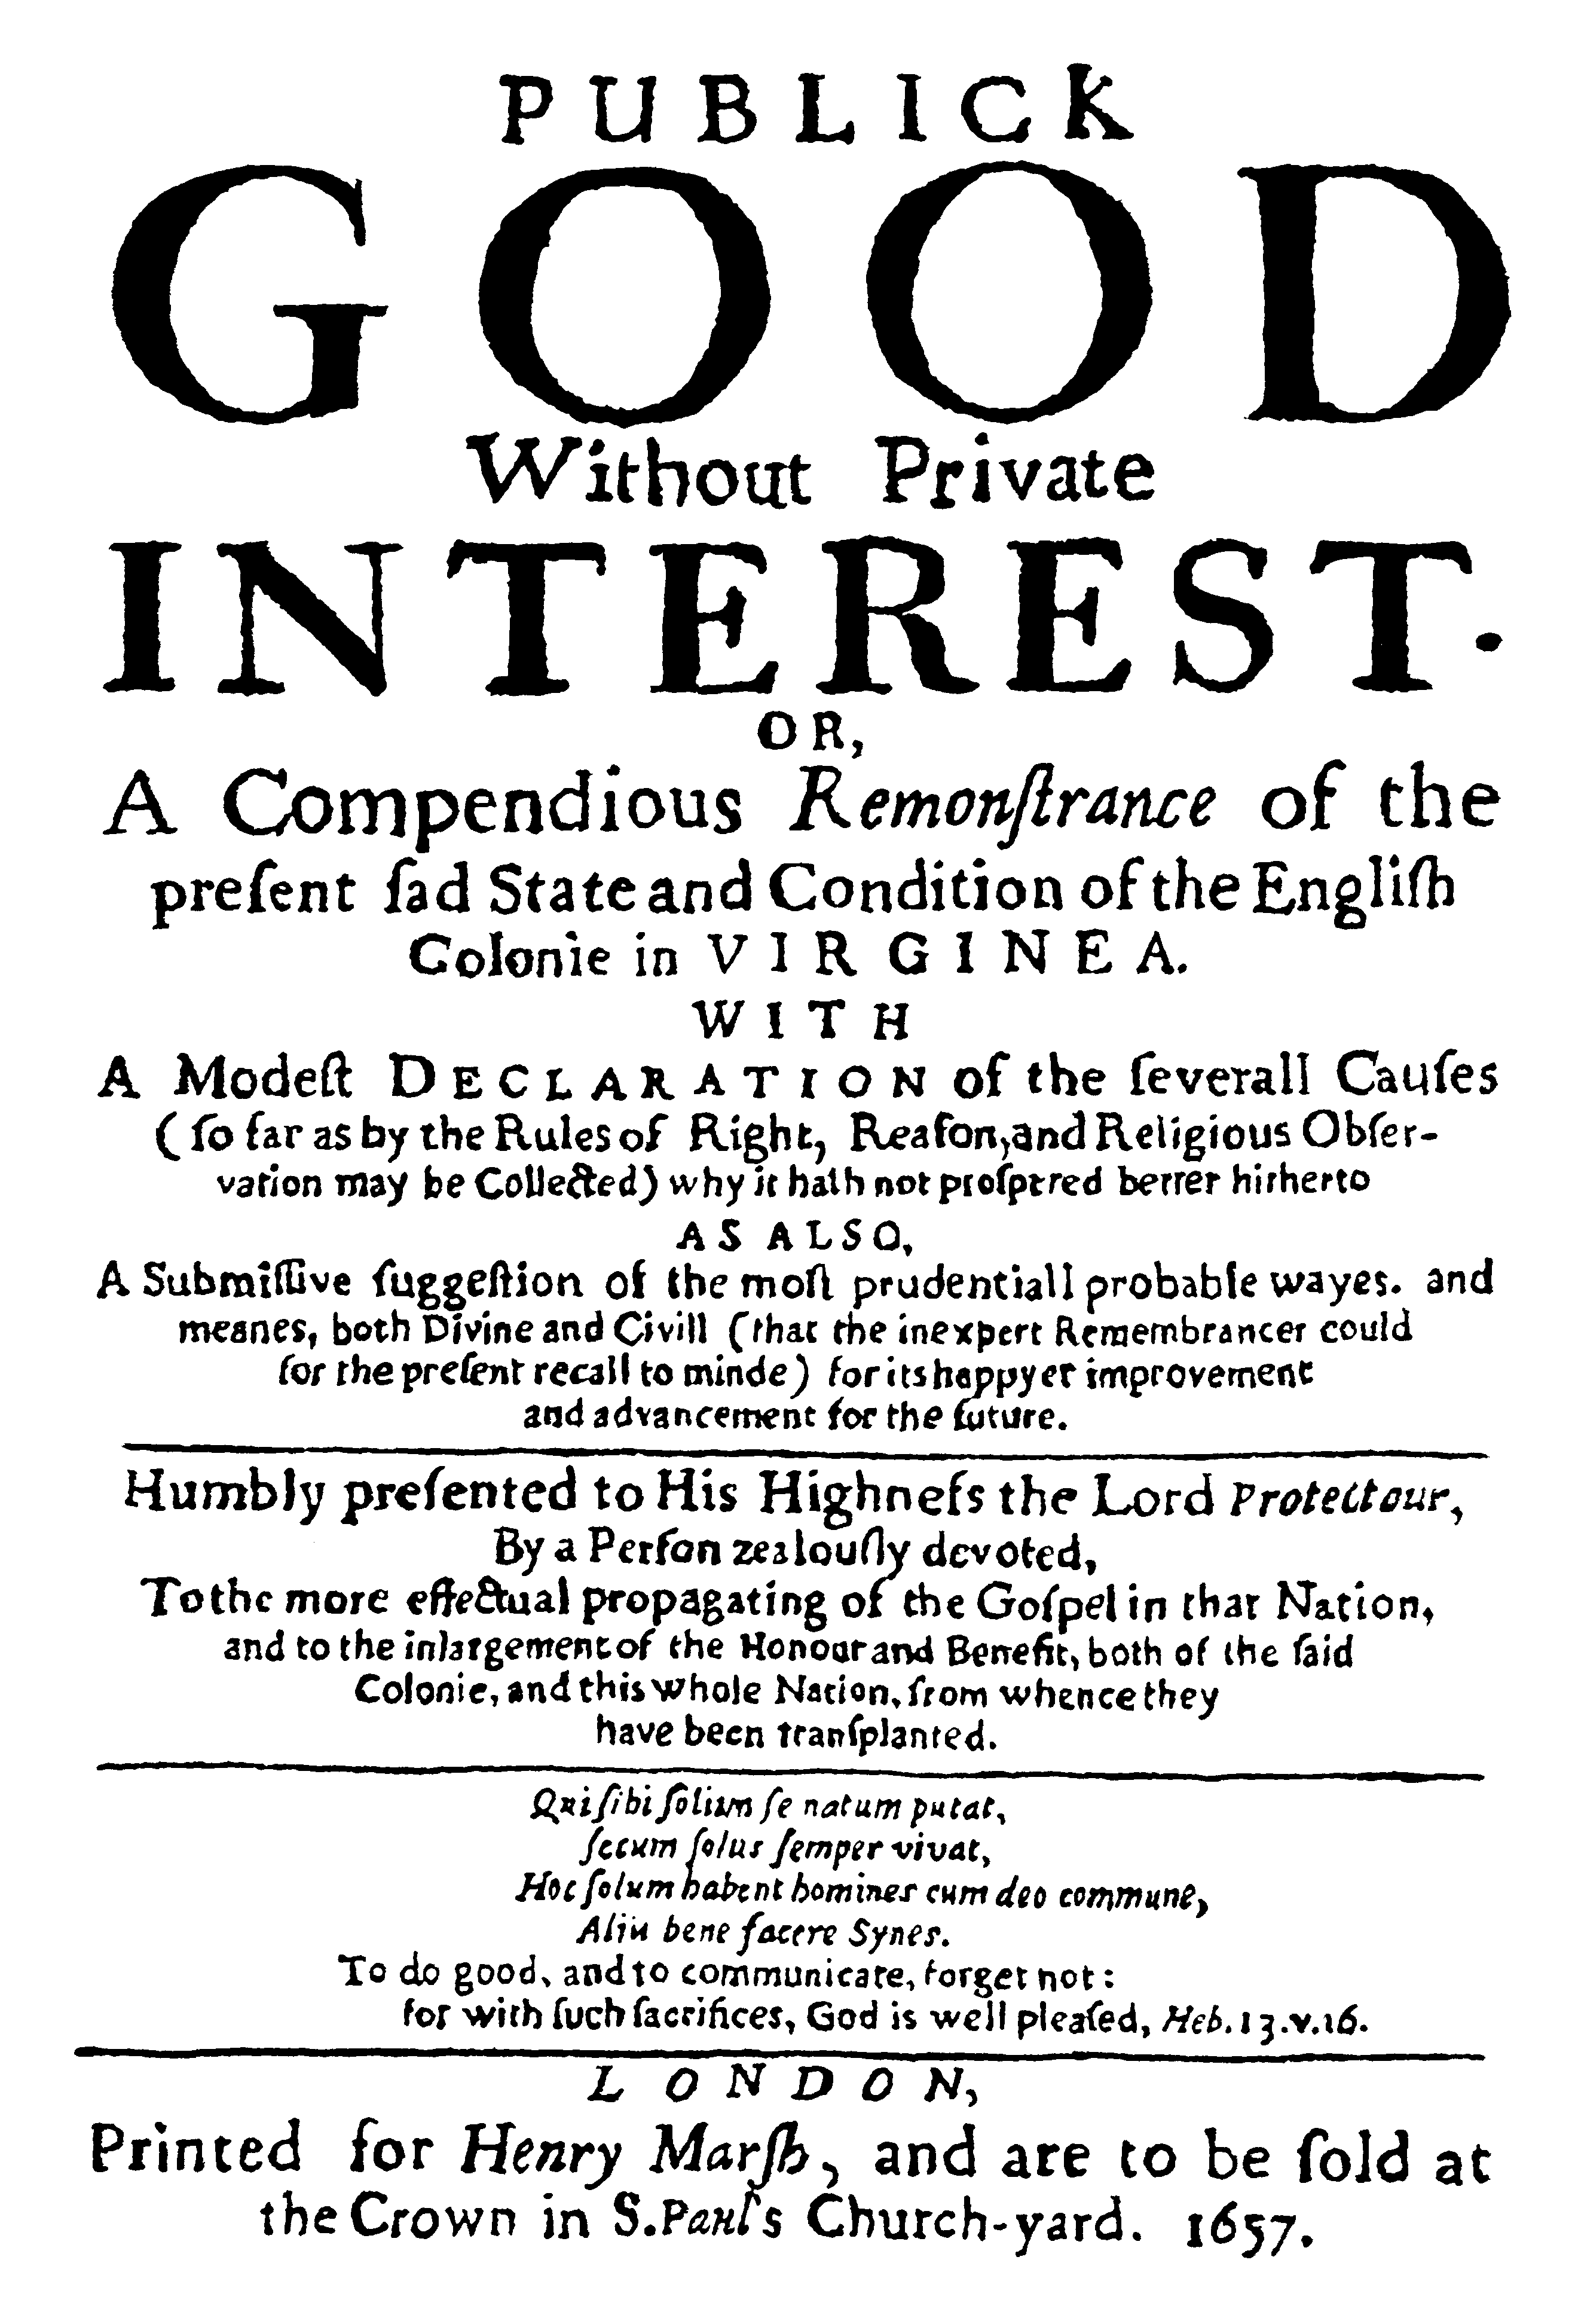 PUBLICK
GOOD
Without Private
INTEREST.
OR,
A Compendious Remonſtrance of the
preſent ſad State and Condition of the Engliſh
Colonie in VIRGINEA.
WITH
A Modeſt DECLARATION of the ſeverall Cauſes
(ſo far as by the Rules of Right, Reaſon, and Religious Obſer-
vation may be Collected) why it hath not proſpered better hitherto
AS ALSO,
A Submiſſive ſuggeſtion of the moſt prudentiall probable wayes. and
meanes, both Divine and Civill (that the inexpert Remembrancer could
for the preſent recall to minde) for its happyer improvement
and advancement for the future.
Humbly preſented to His Highneſs the Lord Protectour,
By a Perſon zealouſly devoted,
To the more effectual propagating of the Goſpel in that Nation,
and to the inlargement of the Honour and Benefit, both of the ſaid
Colonie, and this whole Nation, from whence they
have been tranſplanted.
Qui ſibi ſolium ſe natum putat,
ſecum ſolus ſemper vivat,
Hoc ſolum habent homines cum deo commune,
Aliis bene facere Synes.
To do good, and to communicate, forget not:
for with ſuch ſacrifices, God is well pleaſed, Heb. 13.v.16.
LONDON,
Printed for Henry Marſh, and are to be ſold at
the Crown in S. Paul's Church-yard. 1657.